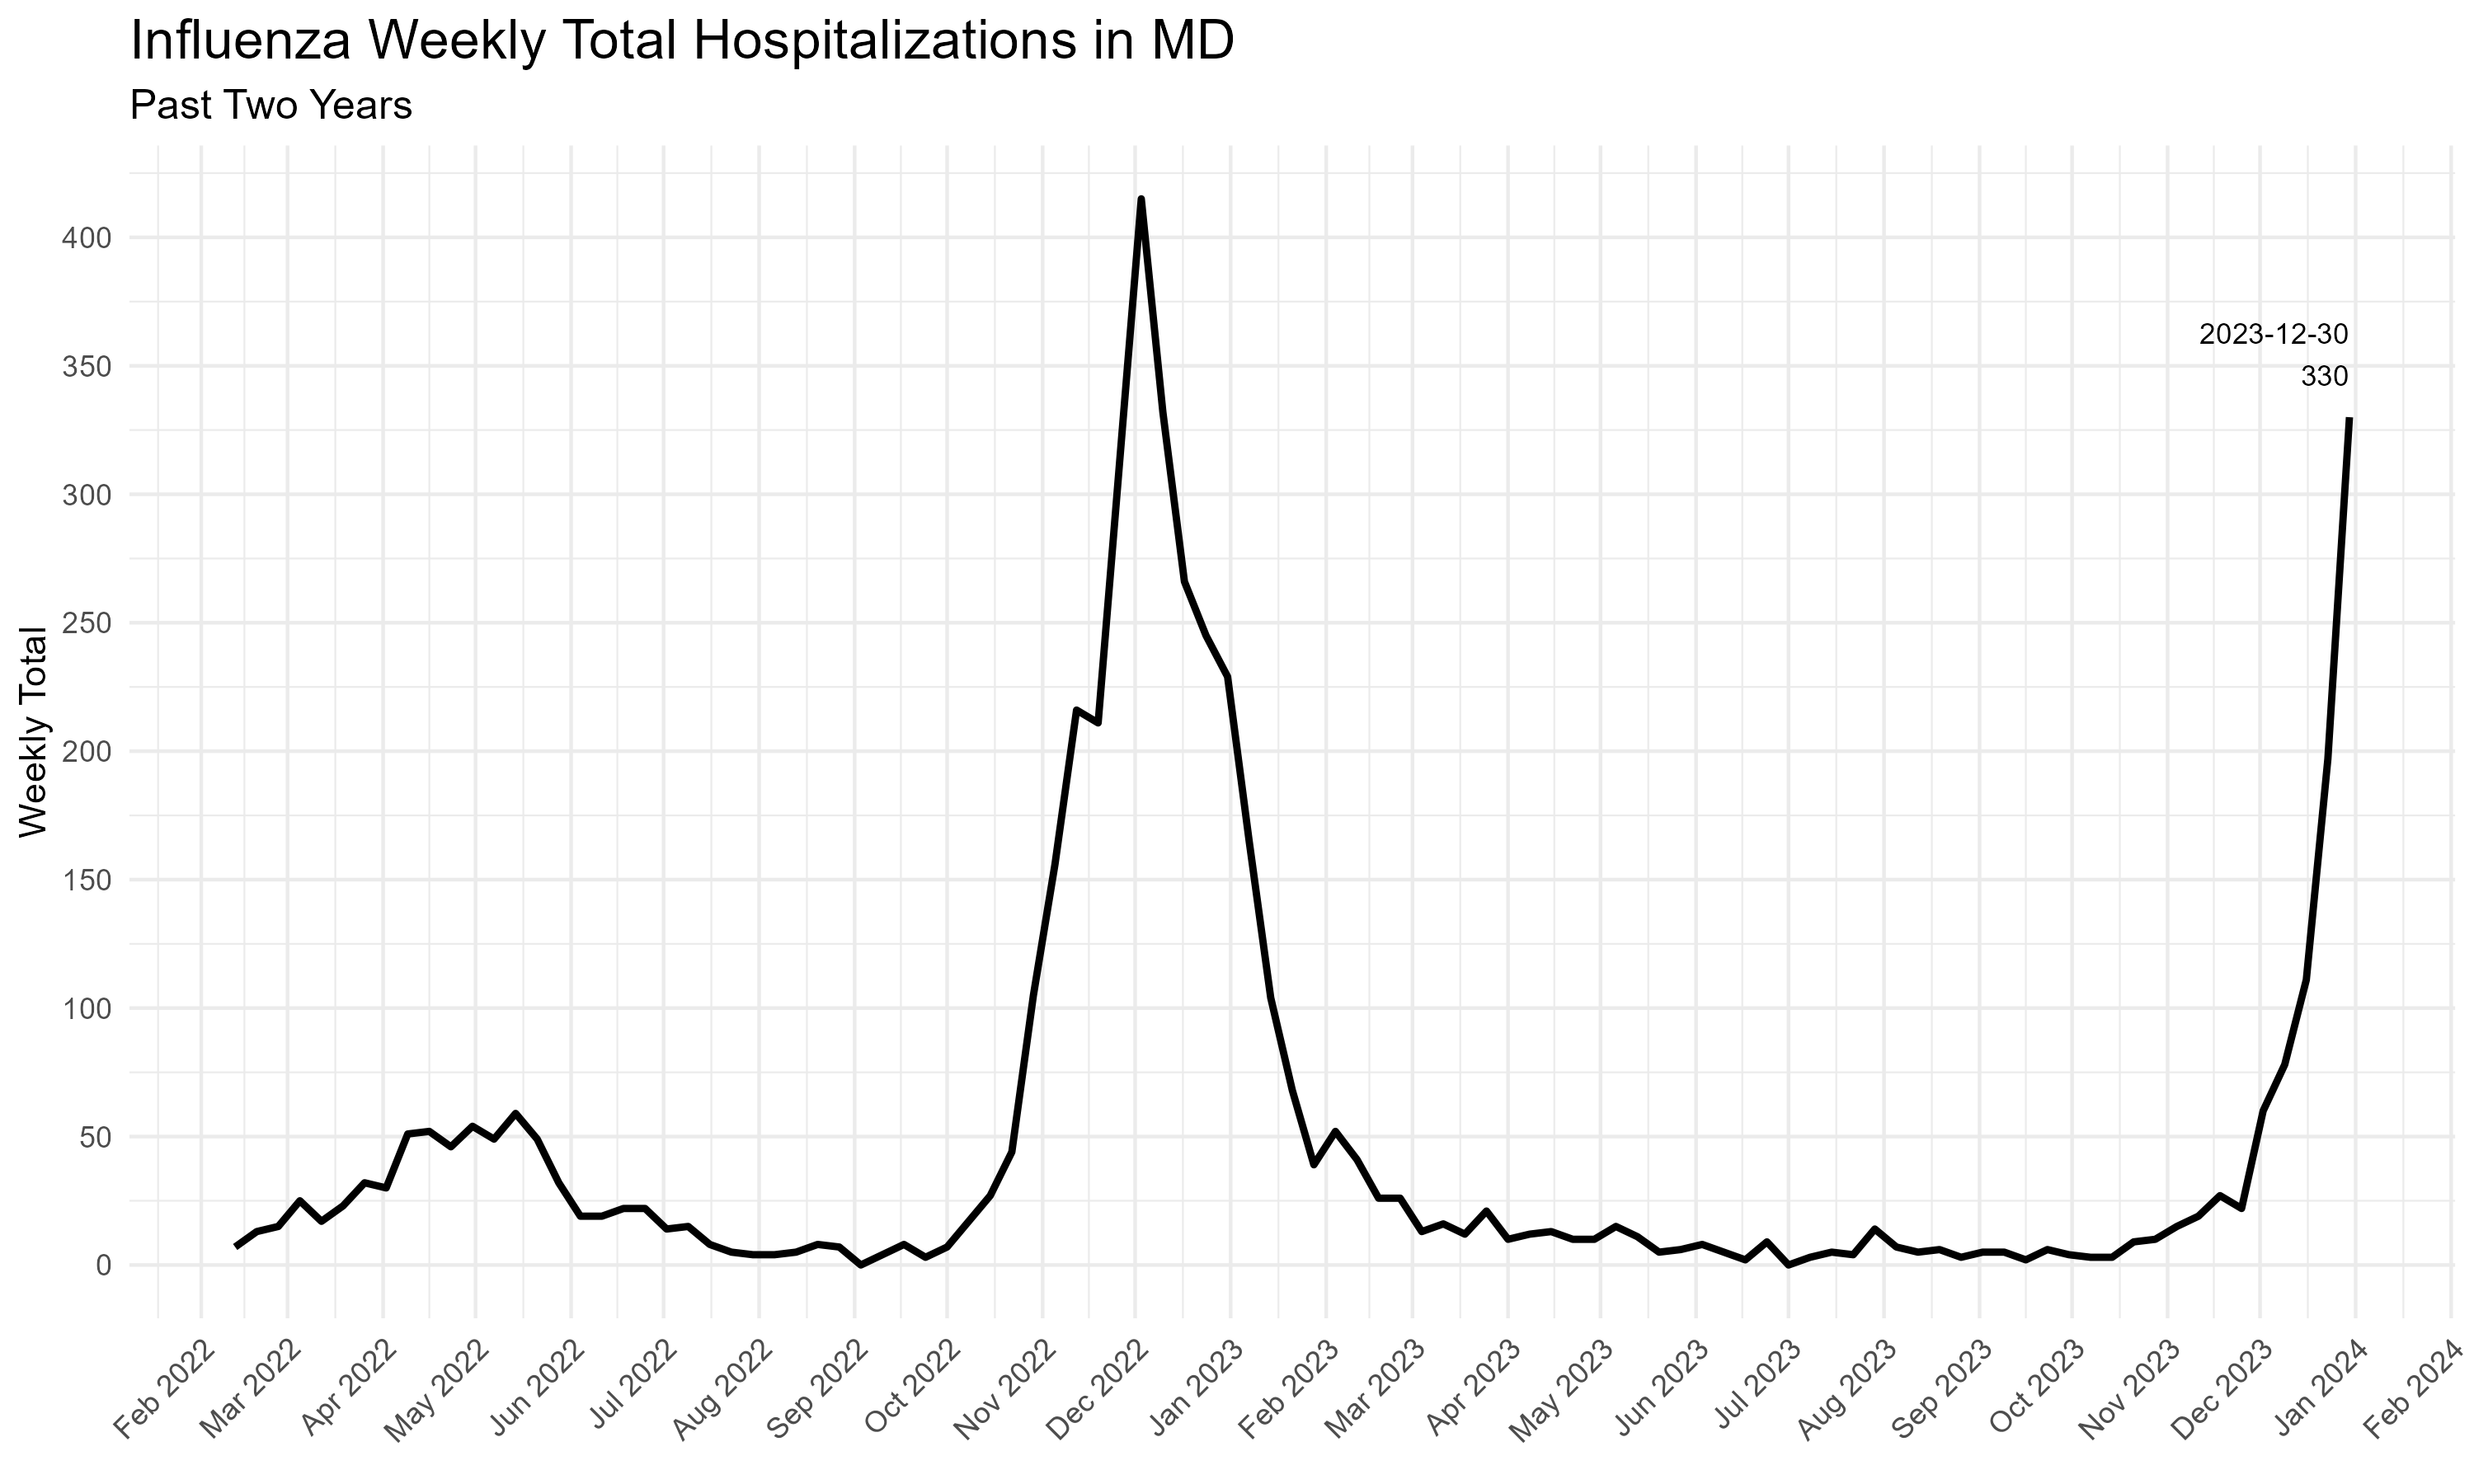 Influenza Weekly Total Hospitalizations in MD
Past Two Years
Weekly Total
400
350
300
250
200
150
100
50
0
2023-12-30
330
Feb 2022
Mar 2022
Apr 2022
May 2022
Jun 2022
Jul 2022
Aug 2022
Sep 2022
Oct 2022
Nov 2022
Dec 2022
Jan 2023
Feb 2023
Mar 2023
Apr 2023
May 2023
Jun 2023
Jul 2023
Aug 2023
Sep 2023
Oct 2023
Nov 2023
Dec 2023
Jan 2024
Feb 2024